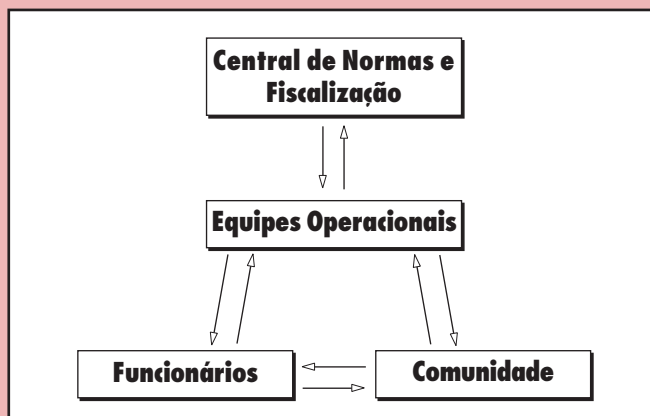 Central de Normas e
Fiscalização
Equipes Operacionais
Funcionários
Comunidade